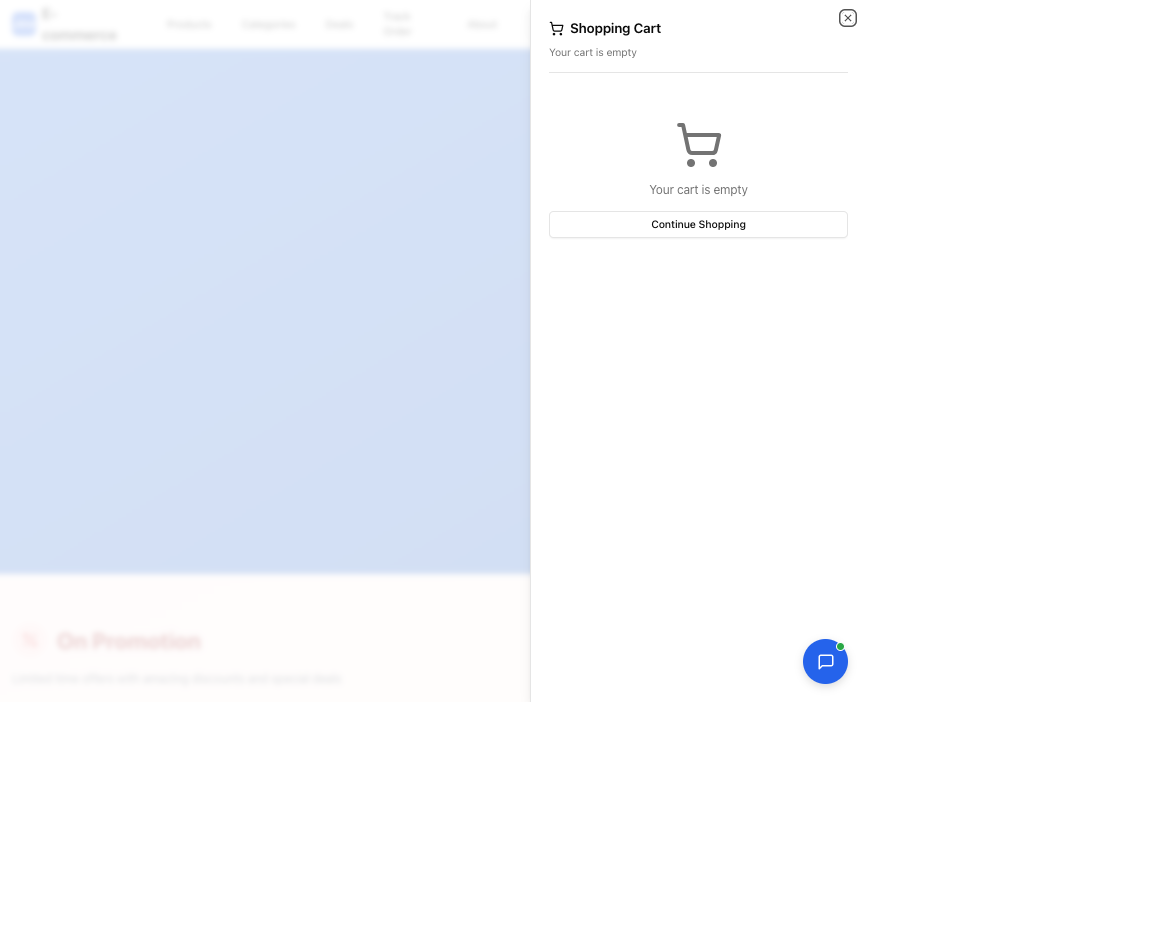 E-
commerce
Products
Categories
Deals
Track
Order
About
Shopping Cart
Your cart is empty
Your cart is empty
Continue Shopping
On Promotion
Limited time offers with amazing discounts and special deals